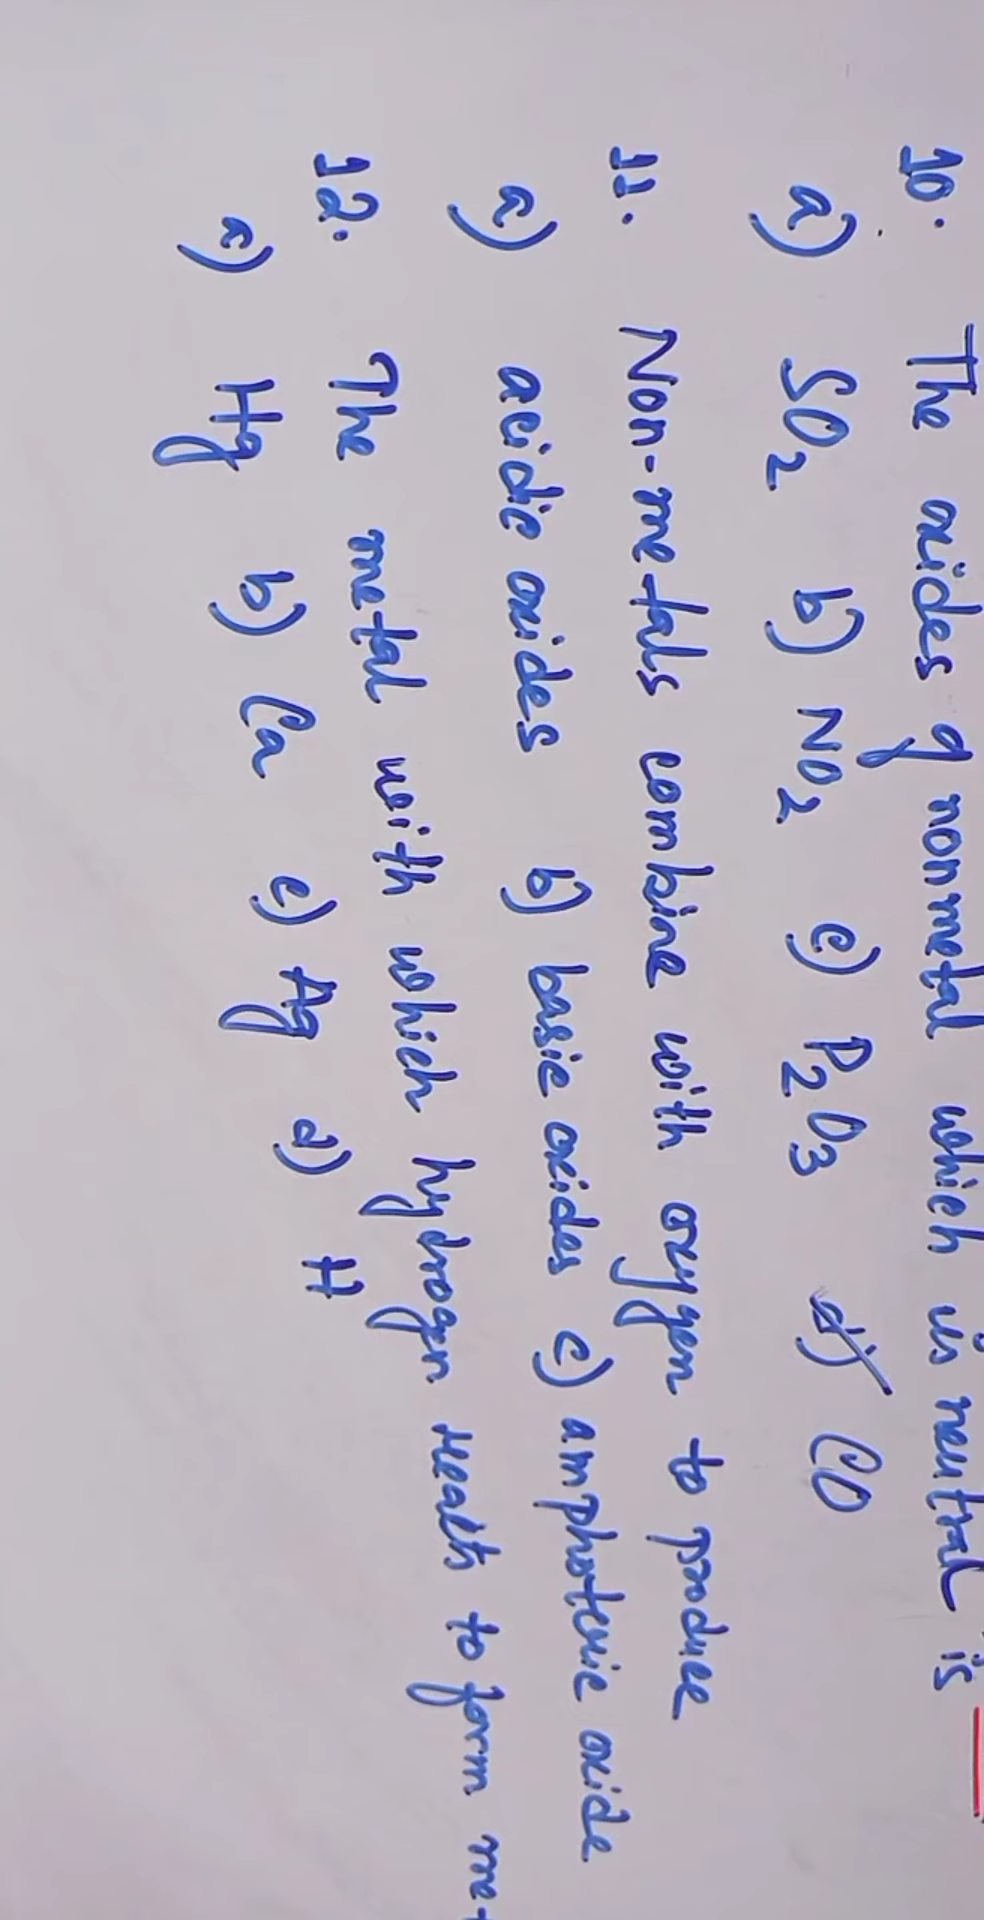 10. The oxides of nonmetal which is neutral is
a) SO2 b) NO2 c) P2O3 d) CO
11. Non-metals combine with oxygen to produce
a) acidic oxides b) basic oxides c) amphoteric oxide
12. The metal with which hydrogen reacts to form
a) Hg b) Ca c) Ag d) H